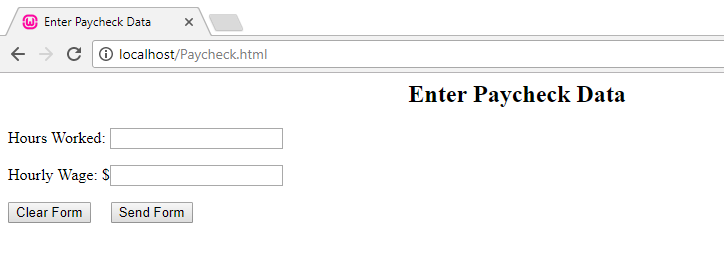 Enter Paycheck Data
localhost/Paycheck.html
Enter Paycheck Data
Hours Worked:
Hourly Wage: $
Clear Form Send Form